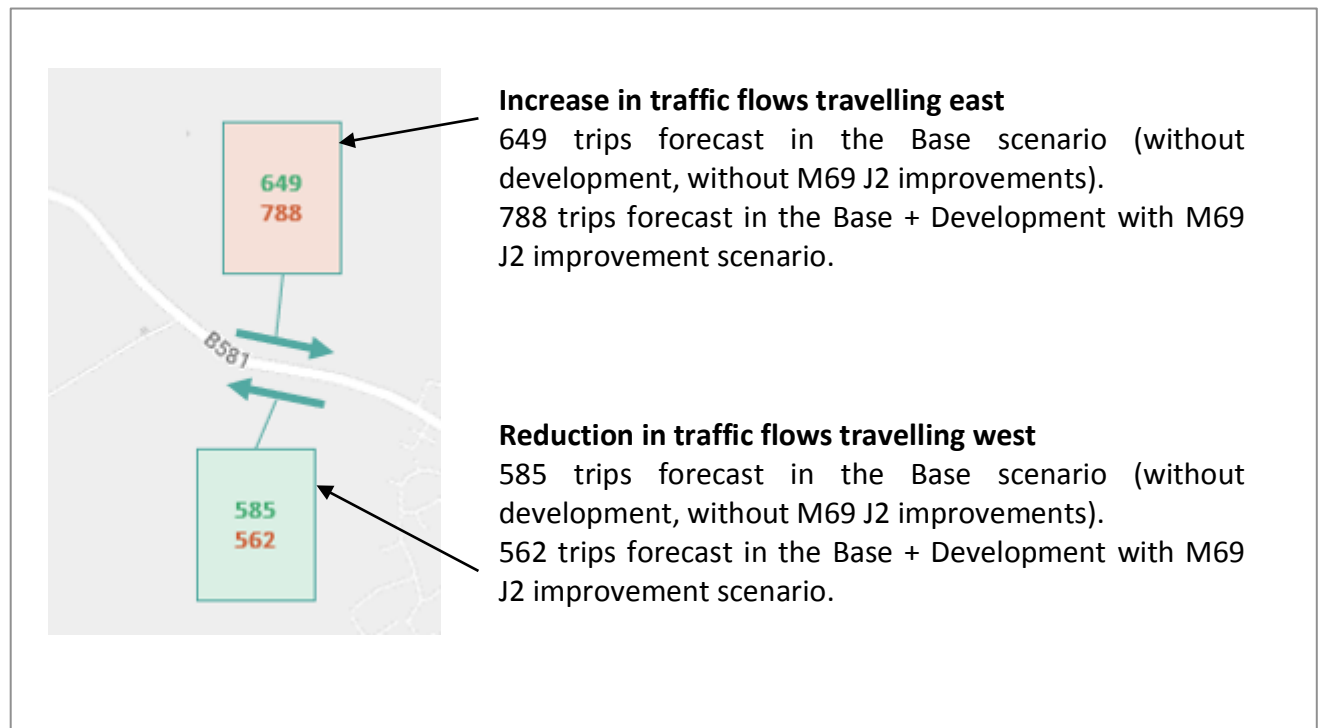 649
788
B581
585
562
Increase in traffic flows travelling east
649 trips forecast in the Base scenario (without
development, without M69 J2 improvements).
788 trips forecast in the Base + Development with M69
J2 improvement scenario.
Reduction in traffic flows travelling west
585 trips forecast in the Base scenario (without
development, without M69 J2 improvements).
562 trips forecast in the Base + Development with M69
J2 improvement scenario.